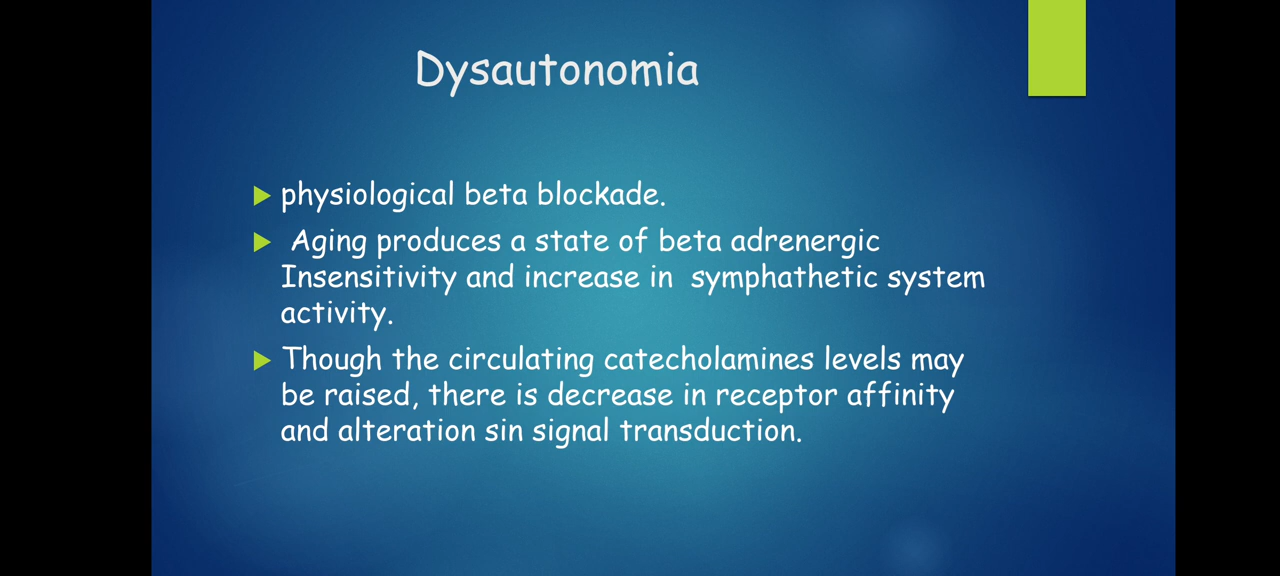 Dysautonomia
physiological beta blockade.
Aging produces a state of beta adrenergic
Insensitivity and increase in symphathetic system
activity.
Though the circulating catecholamines levels may
be raised, there is decrease in receptor affinity
and alteration sin signal transduction.